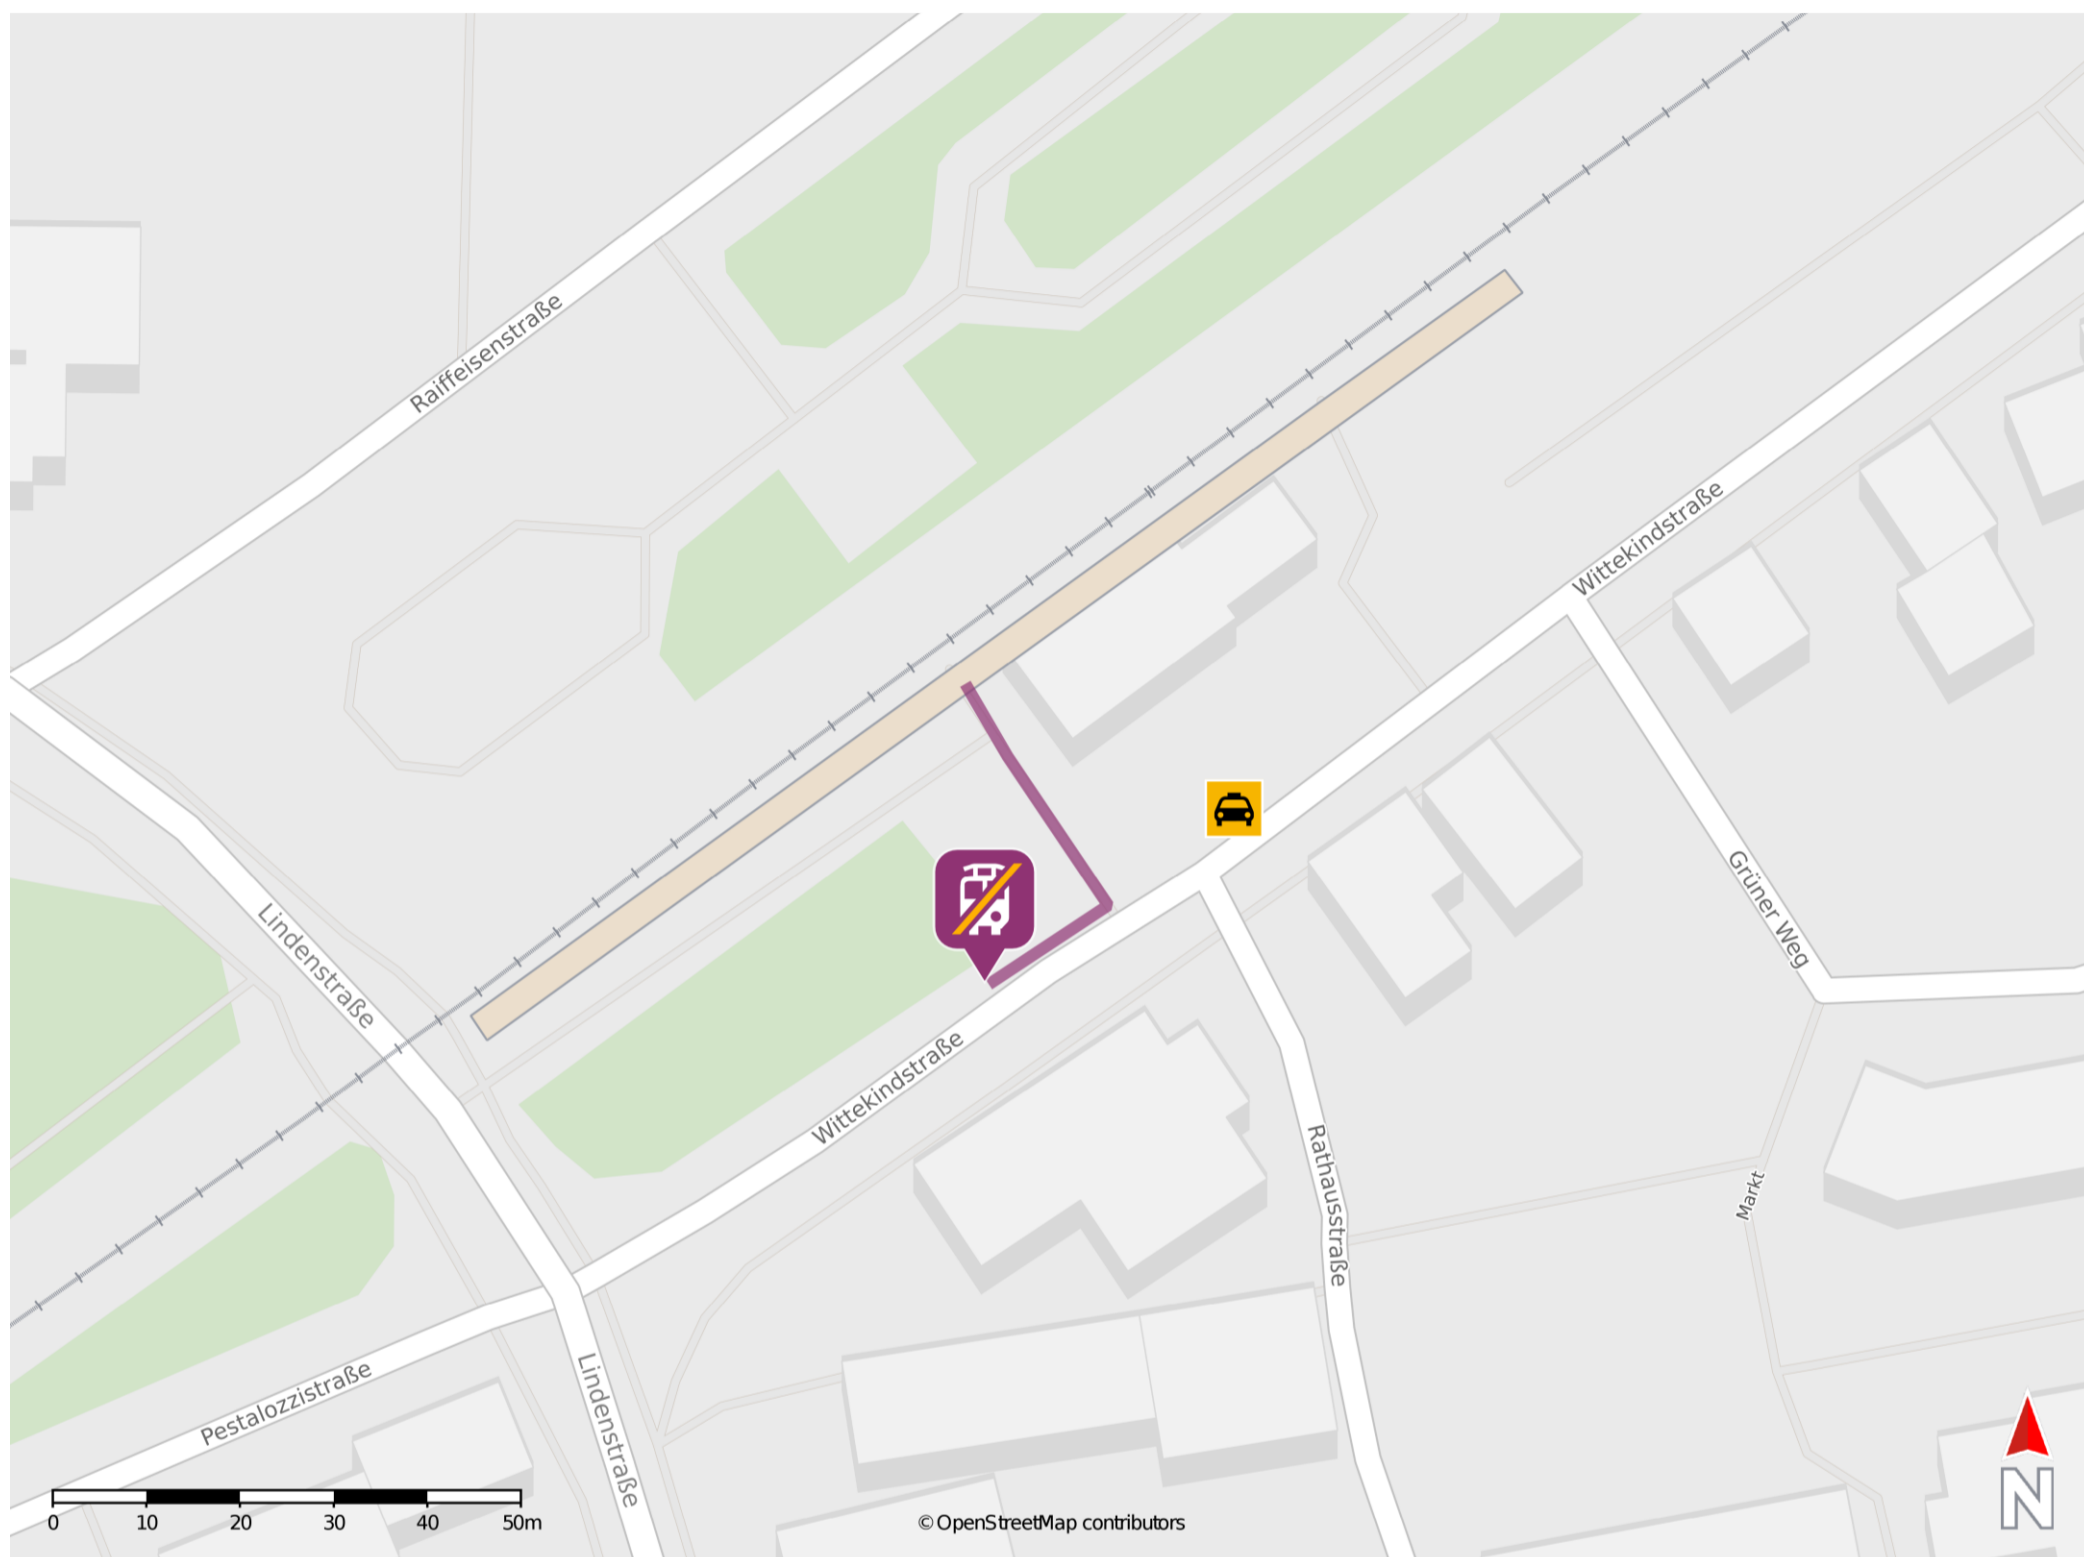 Raiffeisenstraße
Wittekindstraße
Grüner Weg
Lindenstraße
Wittekindstraße
Rathausstraße
Markt
Pestalozzistraße
Lindenstraße
0 10 20 30 40 50m
© OpenStreetMap contributors
N